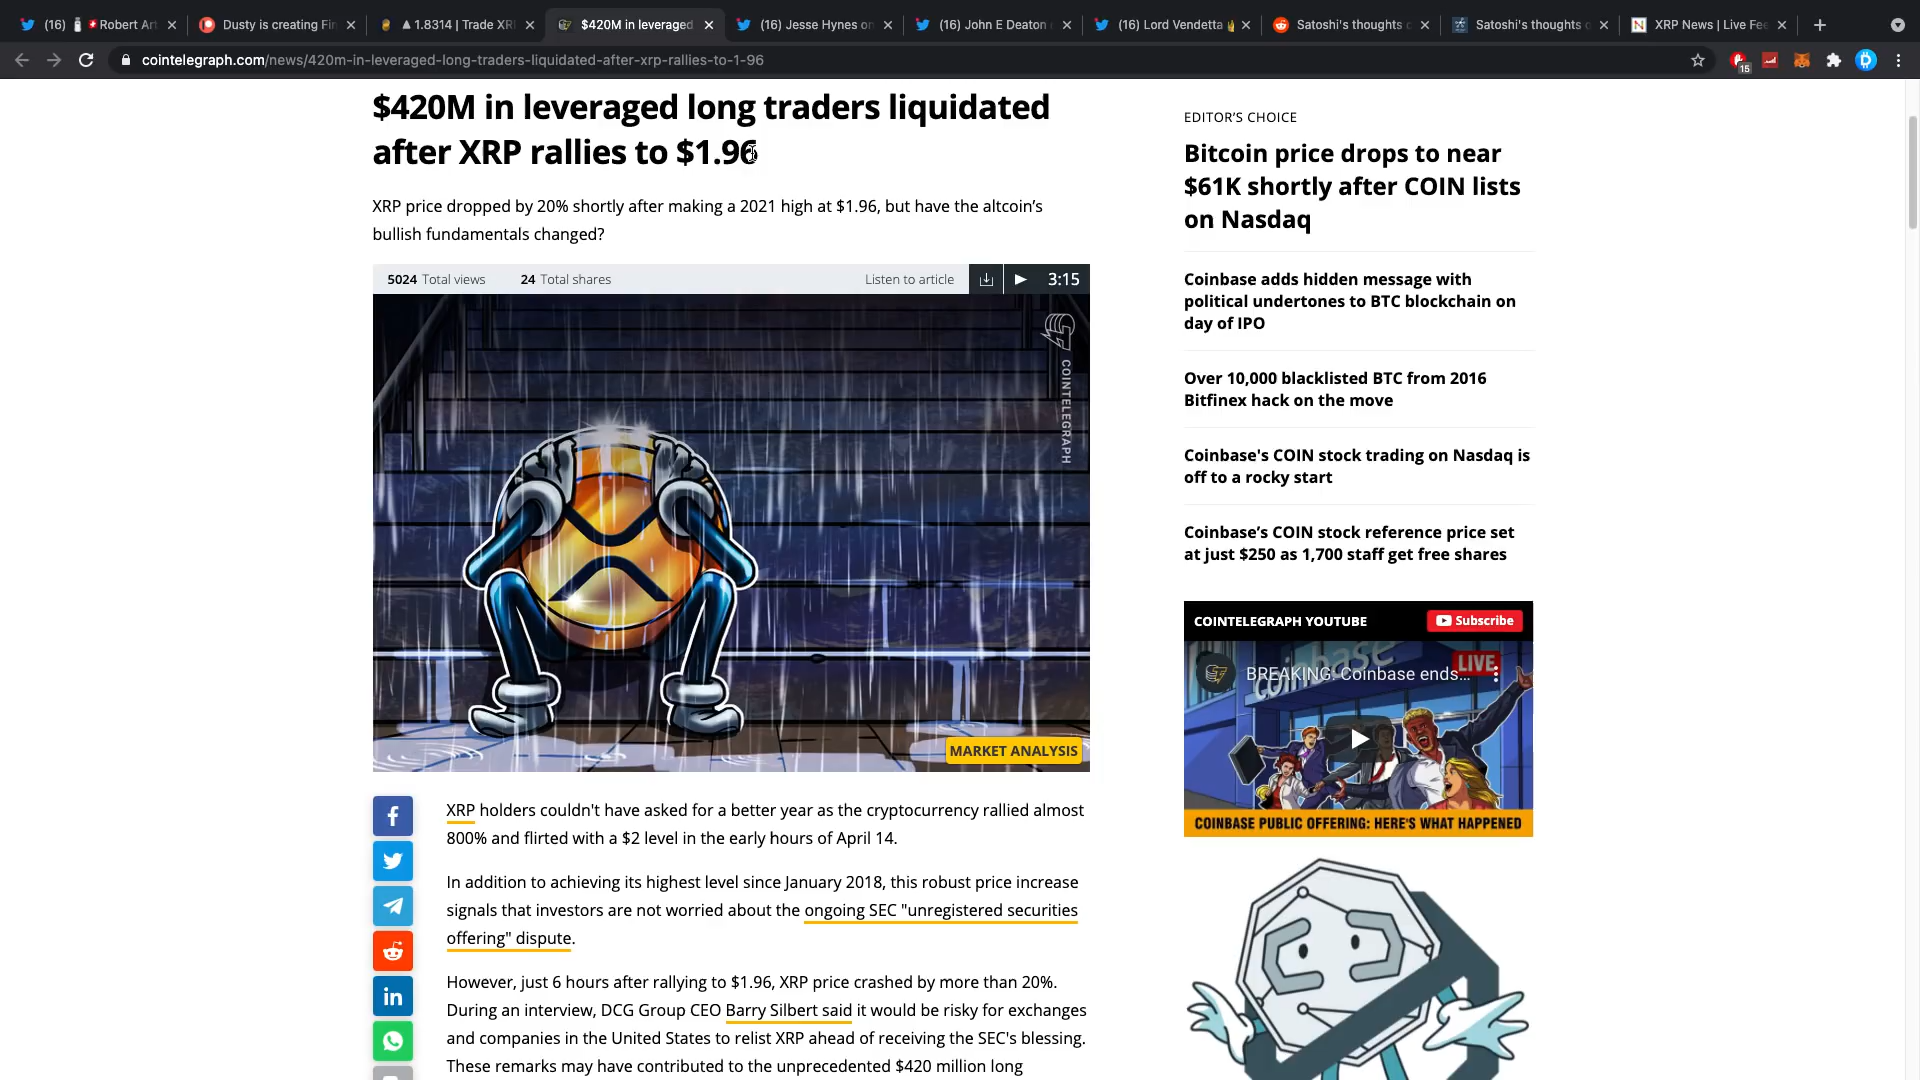 (16) Robert Art
Dusty is creating Fin
▲ 1.8314 | Trade XRP
$420M in leveraged
(16) Jesse Hynes on
(16) John E Deaton
(16) Lord Vendetta
Satoshi's thoughts
Satoshi's thoughts
XRP News | Live Fee
cointelegraph.com/news/420m-in-leveraged-long-traders-liquidated-after-xrp-rallies-to-1-96
15
$420M in leveraged long traders liquidated
after XRP rallies to $1.96
XRP price dropped by 20% shortly after making a 2021 high at $1.96, but have the altcoin’s
bullish fundamentals changed?
5024 Total views 24 Total shares Listen to article 3:15
COINTELEGRAPH
MARKET ANALYSIS
XRP holders couldn't have asked for a better year as the cryptocurrency rallied almost
800% and flirted with a $2 level in the early hours of April 14.
In addition to achieving its highest level since January 2018, this robust price increase
signals that investors are not worried about the ongoing SEC "unregistered securities
offering" dispute.
However, just 6 hours after rallying to $1.96, XRP price crashed by more than 20%.
During an interview, DCG Group CEO Barry Silbert said it would be risky for exchanges
and companies in the United States to relist XRP ahead of receiving the SEC's blessing.
These remarks may have contributed to the unprecedented $420 million long
EDITOR’S CHOICE
Bitcoin price drops to near
$61K shortly after COIN lists
on Nasdaq
Coinbase adds hidden message with
political undertones to BTC blockchain on
day of IPO
Over 10,000 blacklisted BTC from 2016
Bitfinex hack on the move
Coinbase's COIN stock trading on Nasdaq is
off to a rocky start
Coinbase’s COIN stock reference price set
at just $250 as 1,700 staff get free shares
COINTELEGRAPH YOUTUBE
Subscribe
coinbase
LIVE
BREAKING: Coinbase ends...
COINBASE PUBLIC OFFERING: HERE'S WHAT HAPPENED